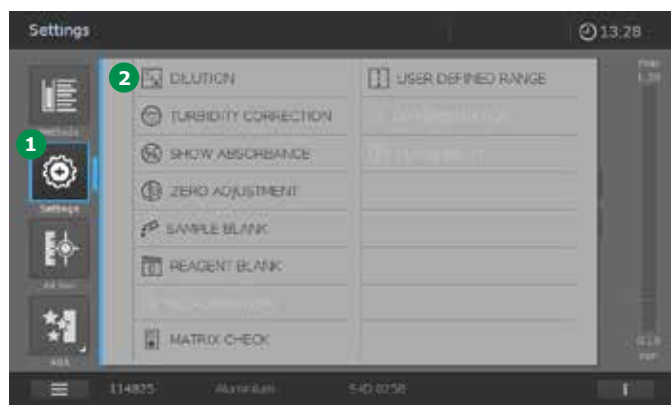 Settings
13:28
2 DILUTION
USER DEFINED RANGE
TURBIDITY CORRECTION
1
SHOW ABSORBANCE
Settings
ZERO ADJUSTMENT
SAMPLE BLANK
REAGENT BLANK
MATRIX CHECK
114825 Aluminium